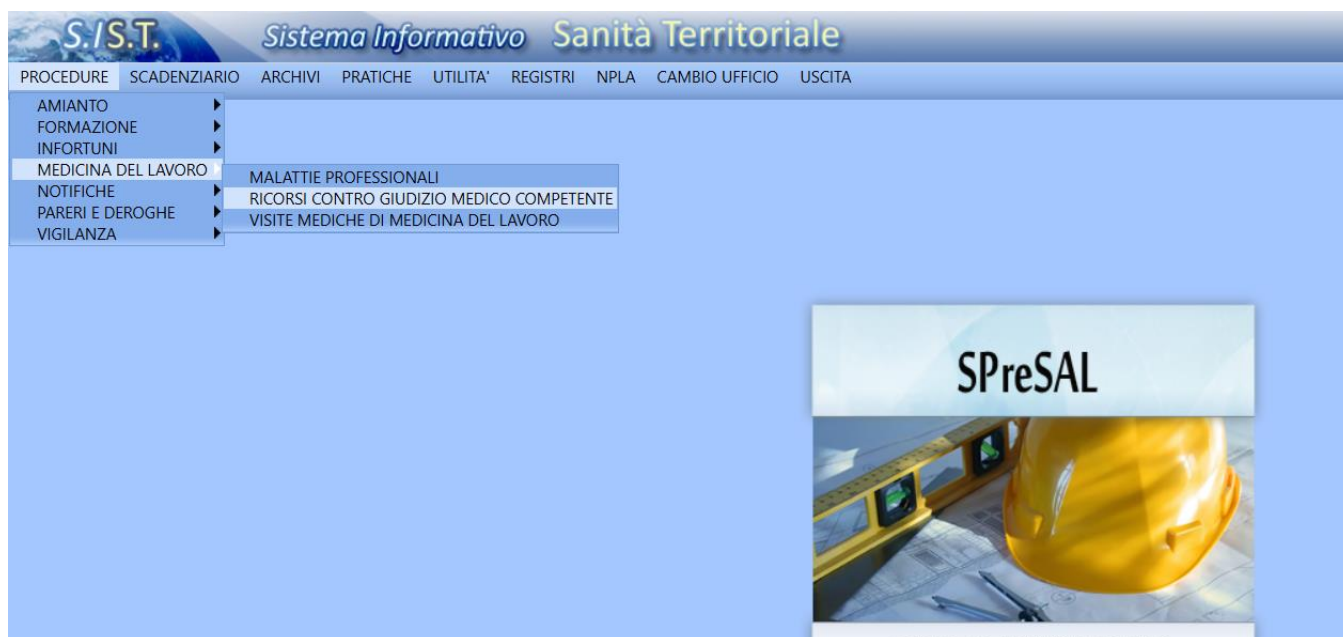 S.I.S.T. Sistema Informativo Sanità Territoriale
PROCEDURE SCADENZIARIO ARCHIVI PRATICHE UTILITA' REGISTRI NPLA CAMBIO UFFICIO USCITA
AMIANTO
FORMAZIONE
INFORTUNI
MEDICINA DEL LAVORO
NOTIFICHE
PARERI E DEROGHE
VIGILANZA
MALATTIE PROFESSIONALI
RICORSI CONTRO GIUDIZIO MEDICO COMPETENTE
VISITE MEDICHE DI MEDICINA DEL LAVORO
SPreSAL